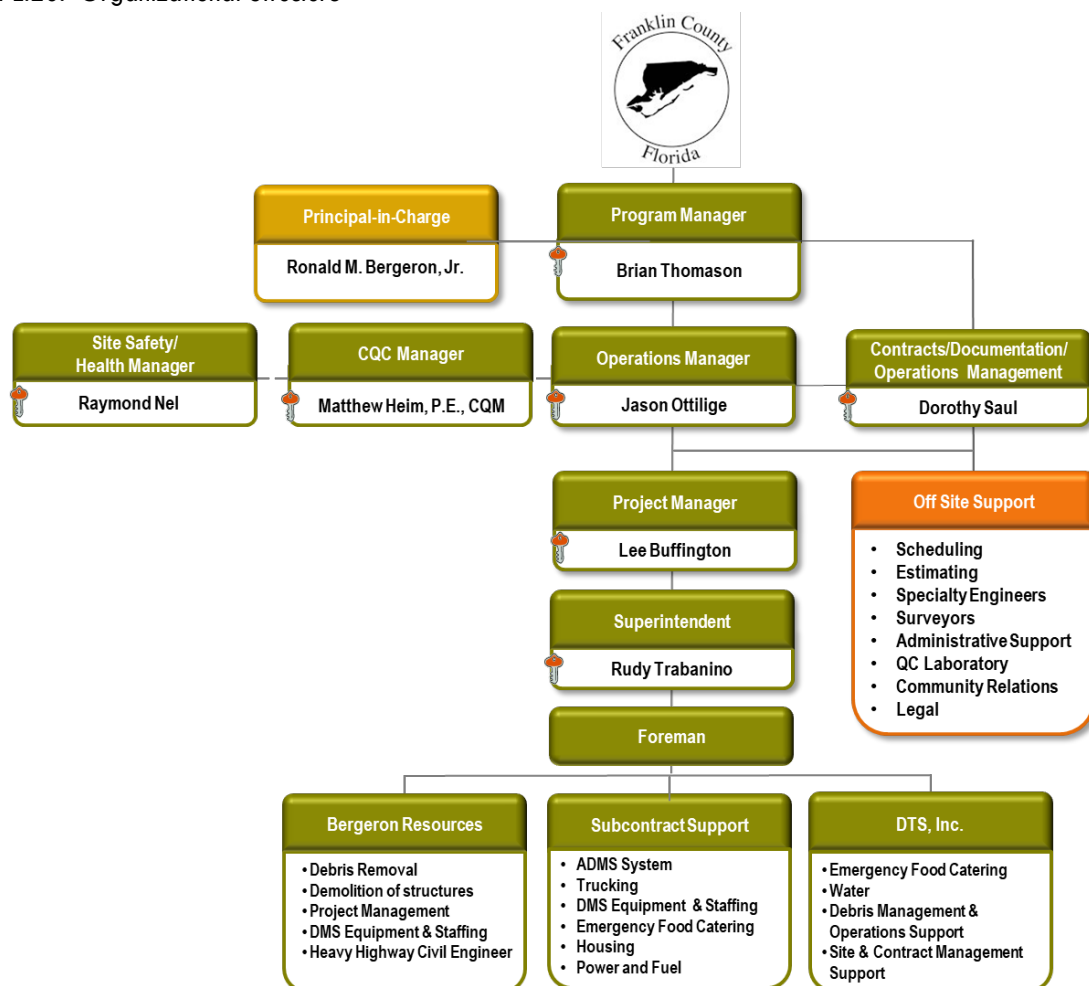 Organizational Structure
Franklin County
Florida
Principal-in-Charge
Ronald M. Bergeron, Jr.
Program Manager
Brian Thomason
Site Safety/
Health Manager
Raymond Nel
CQC Manager
Matthew Heim, P.E., CQM
Operations Manager
Jason Ottilige
Contracts/Documentation/
Operations Management
Dorothy Saul
Project Manager
Lee Buffington
Off Site Support
• Scheduling
• Estimating
• Specialty Engineers
• Surveyors
• Administrative Support
• QC Laboratory
• Community Relations
• Legal
Superintendent
Rudy Trabanino
Foreman
Bergeron Resources
• Debris Removal
• Demolition of structures
• Project Management
• DMS Equipment & Staffing
• Heavy Highway Civil Engineer
Subcontract Support
• ADMS System
• Trucking
• DMS Equipment & Staffing
• Emergency Food Catering
• Housing
• Power and Fuel
DTS, Inc.
• Emergency Food Catering
• Water
• Debris Management &
Operations Support
• Site & Contract Management
Support